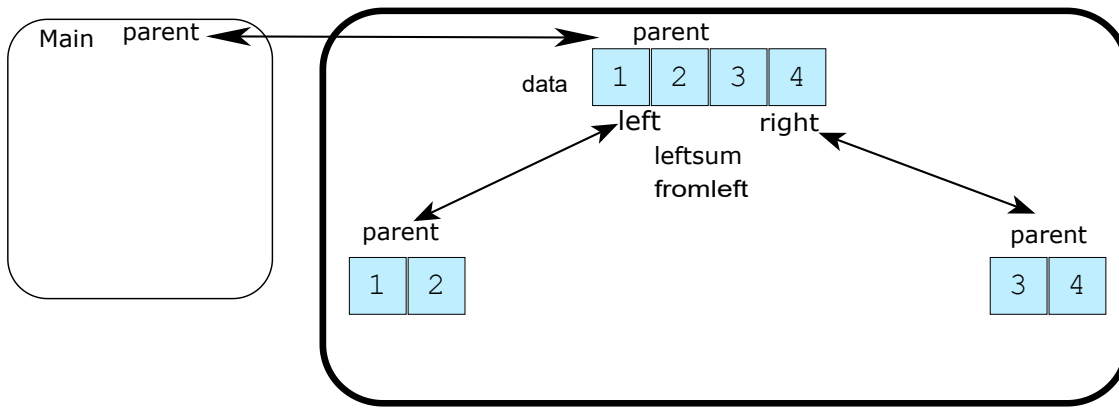 Main parent
parent
data 1 2 3 4
left right
leftsum
fromleft
parent parent
1 2 3 4